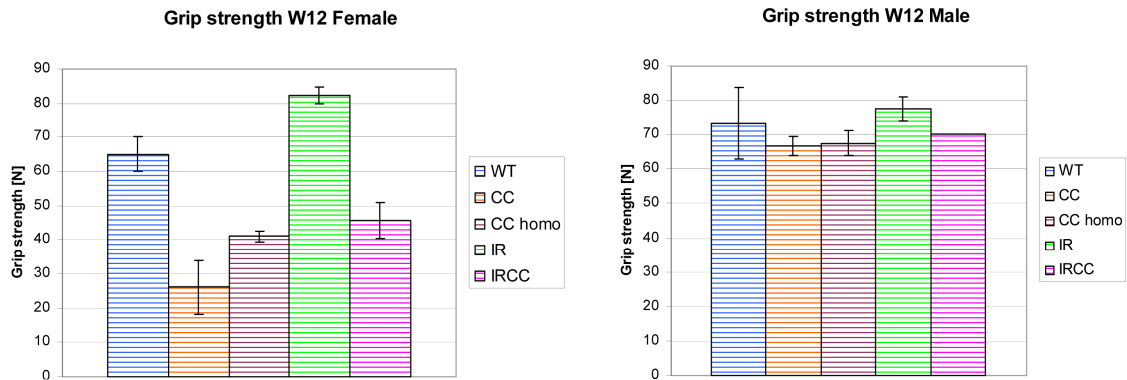 Grip strength W12 Female
Grip strength [N]
90
80
70
60
50
40
30
20
10
0
WT
CC
CC homo
IR
IRCC
Grip strength W12 Male
Grip strength [N]
90
80
70
60
50
40
30
20
10
0
WT
CC
CC homo
IR
IRCC